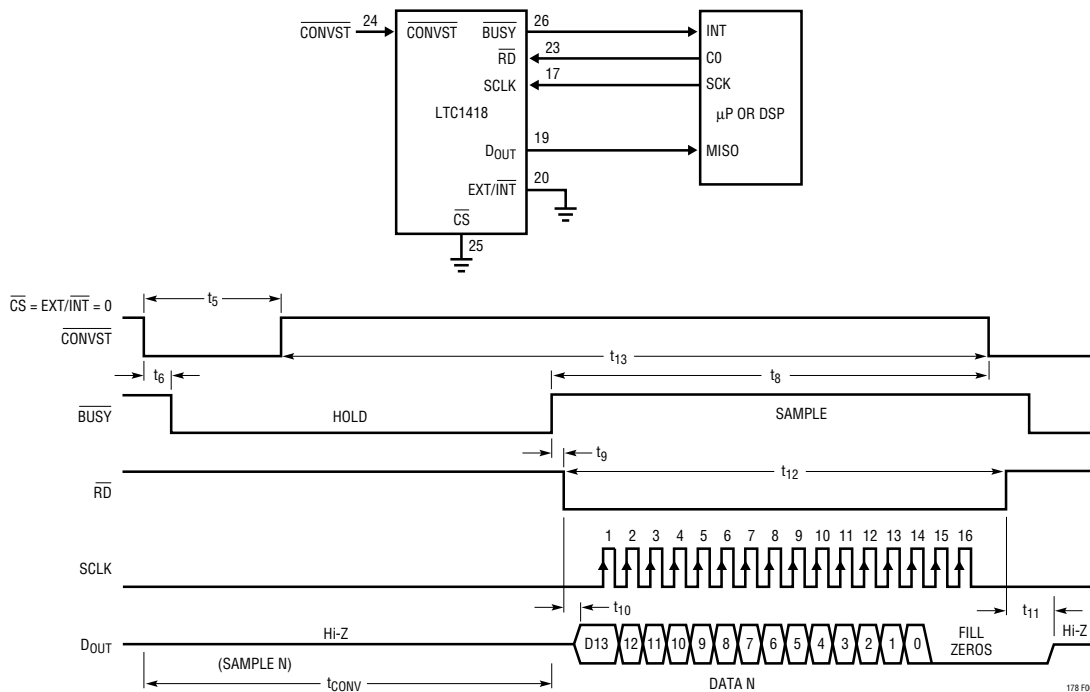 CONVST 24 CONVST BUSY 26 INT
RD 23 C0
SCLK 17 SCK
LTC1418 µP OR DSP
DOUT 19 MISO
EXT/INT 20
CS
25
CS = EXT/INT = 0
t5
CONVST
t13
t6 t8
BUSY HOLD SAMPLE
t9
t12
RD
1 2 3 4 5 6 7 8 9 10 11 12 13 14 15 16
SCLK
t10 t11
DOUT Hi-Z D13 12 11 10 9 8 7 6 5 4 3 2 1 0 FILL ZEROS Hi-Z
(SAMPLE N)
tCONV DATA N